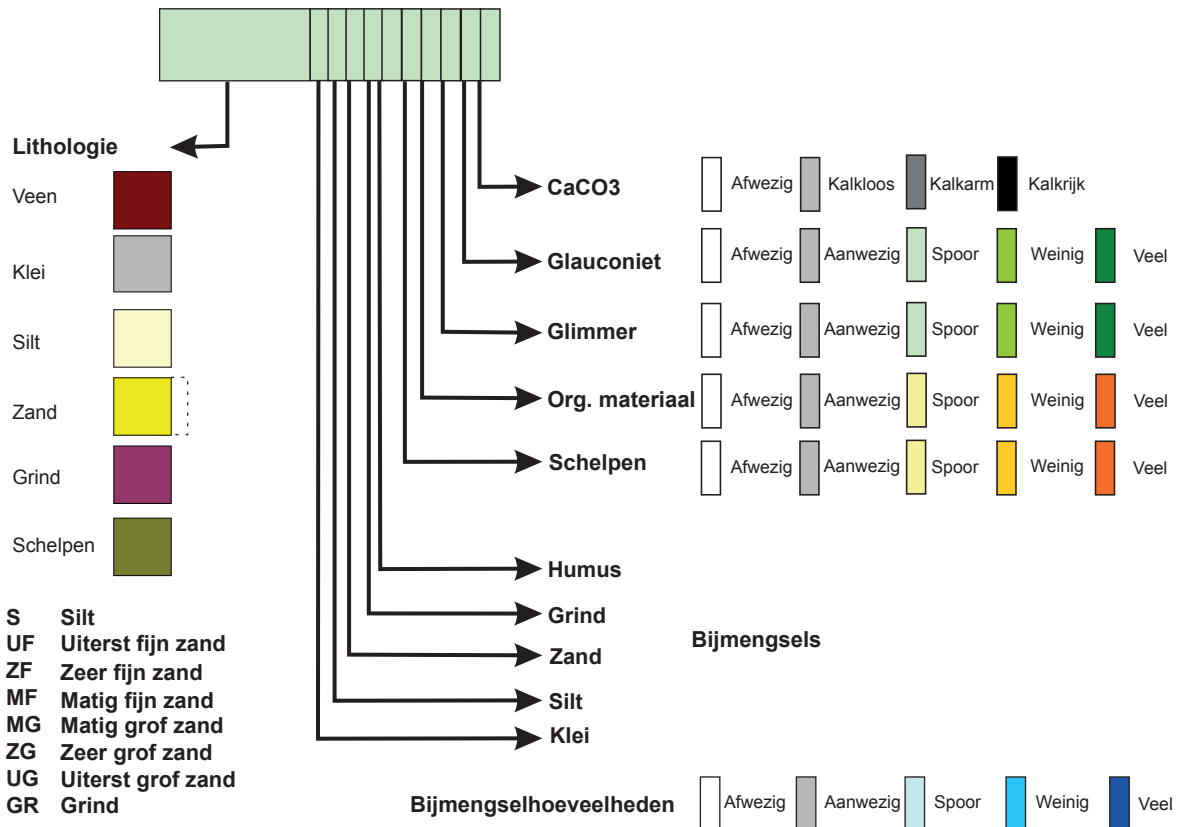 Lithologie
Veen
Klei
Silt
Zand
Grind
Schelpen
S Silt
UF Uiterst fijn zand
ZF Zeer fijn zand
MF Matig fijn zand
MG Matig grof zand
ZG Zeer grof zand
UG Uiterst grof zand
GR Grind
CaCO3 Afwezig Kalkloos Kalkarm Kalkrijk
Glauconiet Afwezig Aanwezig Spoor Weinig Veel
Glimmer Afwezig Aanwezig Spoor Weinig Veel
Org. materiaal Afwezig Aanwezig Spoor Weinig Veel
Schelpen Afwezig Aanwezig Spoor Weinig Veel
Humus
Grind
Bijmengsels
Zand
Silt
Klei
Bijmengselhoeveelheden Afwezig Aanwezig Spoor Weinig Veel